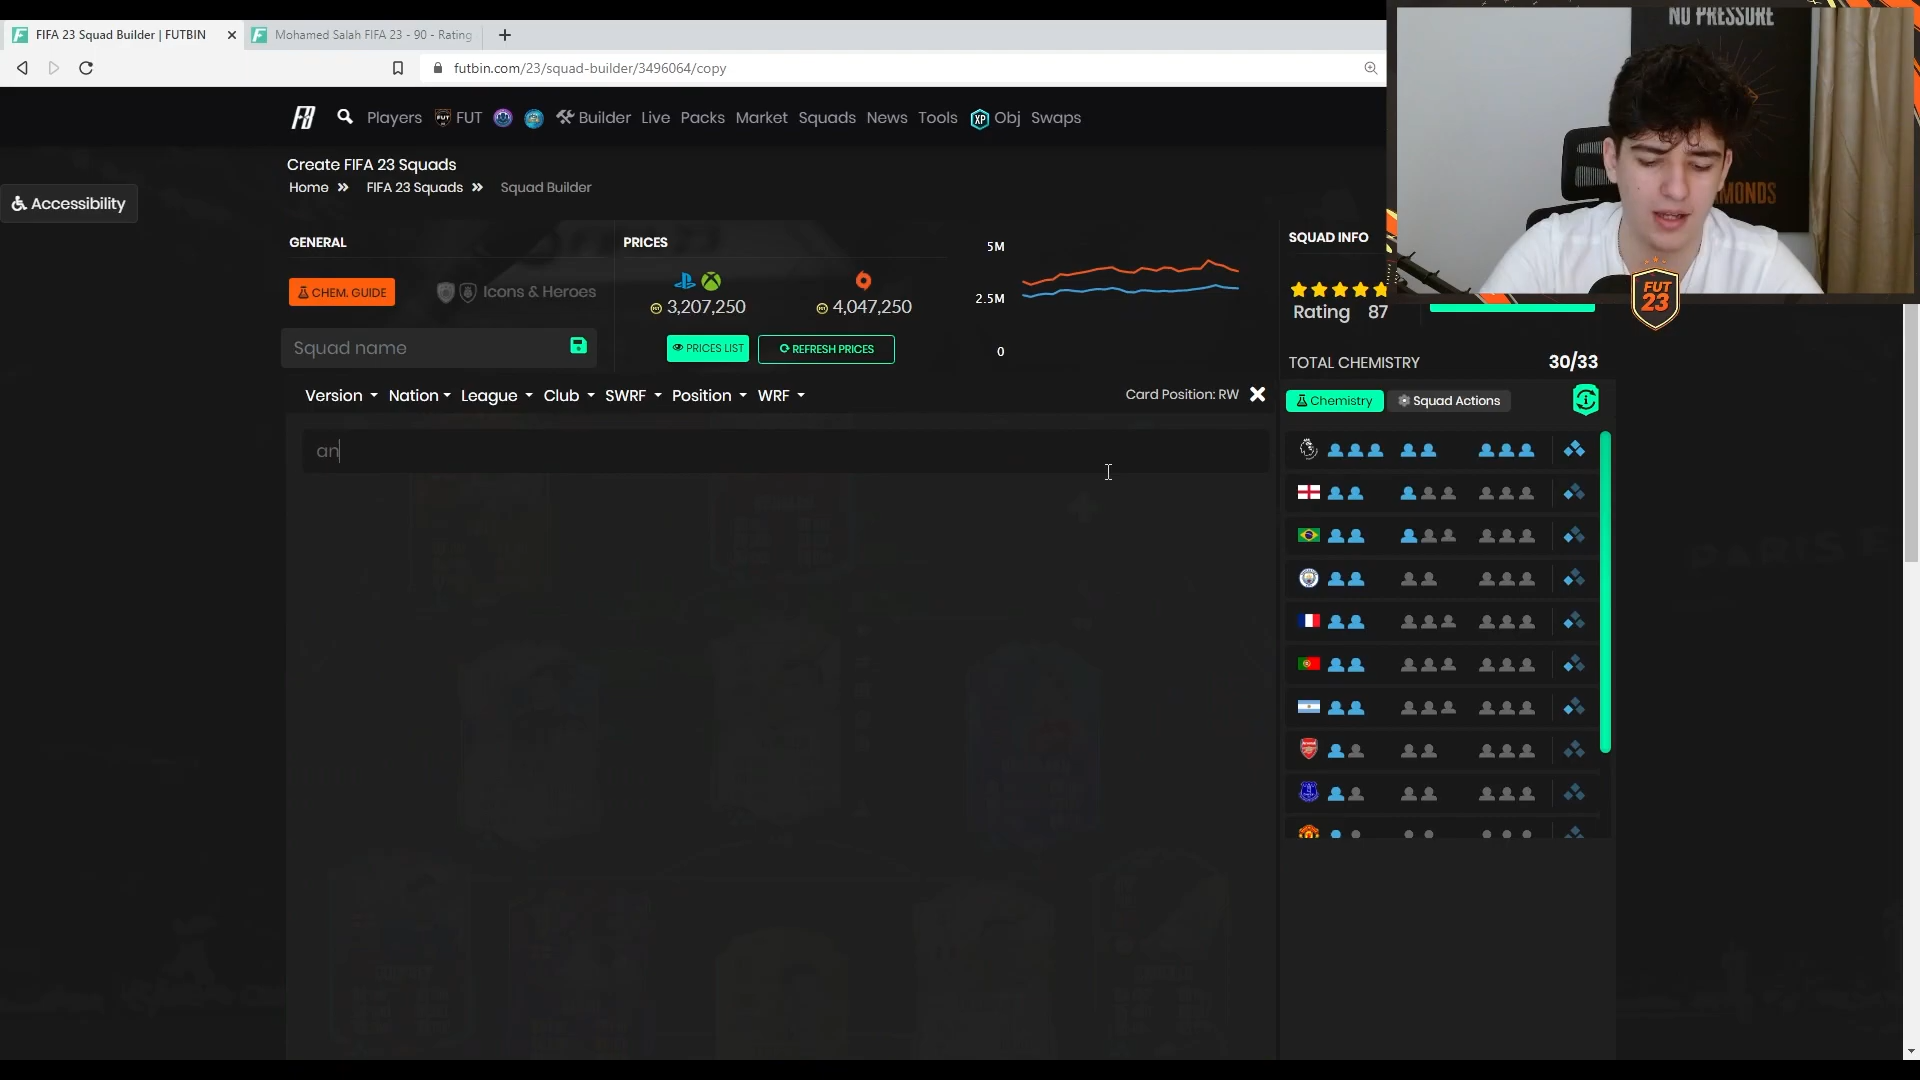 FIFA 23 Squad Builder | FUTBIN
Mohamed Salah FIFA 23 - 90 - Rating
futbin.com/23/squad-builder/3496064/copy
NO PRESSURE
Players
FUT
Builder
Live
Packs
Market
Squads
News
Tools
XP
Obj
Swaps
Create FIFA 23 Squads
Home
FIFA 23 Squads
Squad Builder
Accessibility
GENERAL
PRICES
5M
SQUAD INFO
CHEM. GUIDE
Icons & Heroes
3,207,250
4,047,250
2.5M
Rating 87
FUT
23
Squad name
PRICES LIST
REFRESH PRICES
0
TOTAL CHEMISTRY
30/33
Version
Nation
League
Club
SWRF
Position
WRF
Card Position: RW
Chemistry
Squad Actions
an